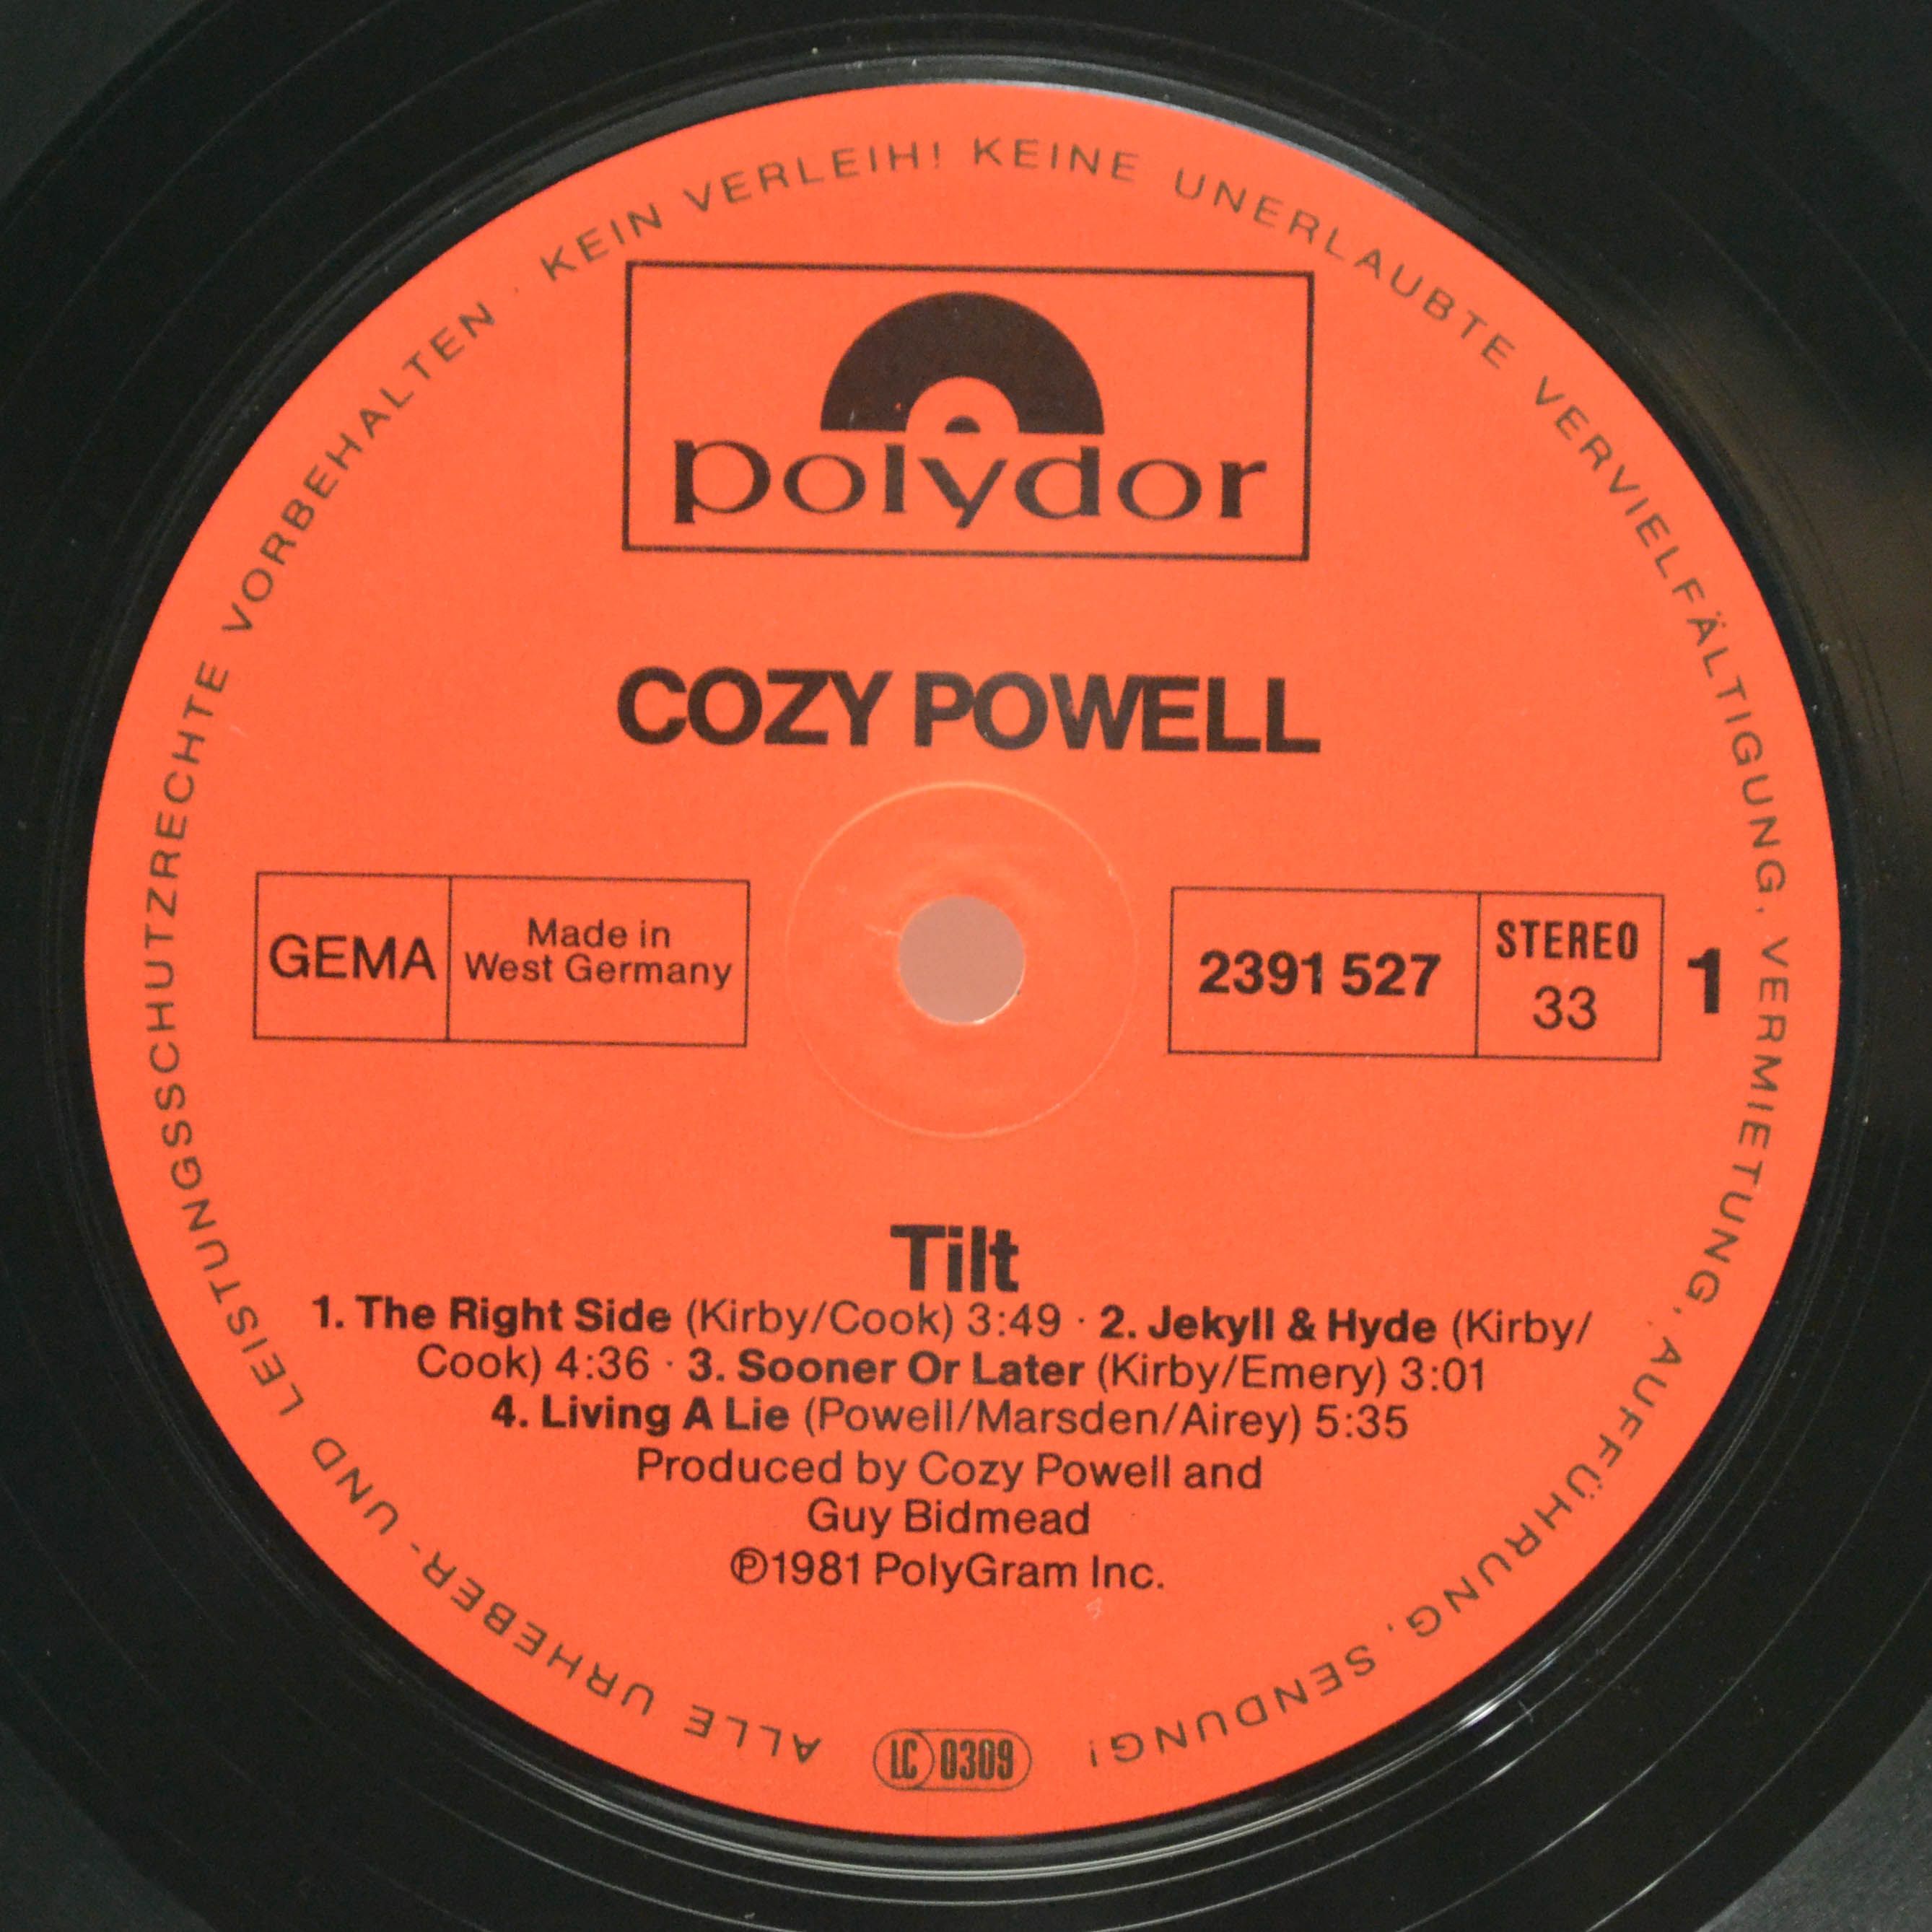 polydor
COZY POWELL
GEMA
Made in
West Germany
2391 527
STEREO
33
1
Tilt
1. The Right Side (Kirby/Cook) 3:49 · 2. Jekyll & Hyde (Kirby/
Cook) 4:36 · 3. Sooner Or Later (Kirby/Emery) 3:01
4. Living A Lie (Powell/Marsden/Airey) 5:35
Produced by Cozy Powell and
Guy Bidmead
℗1981 PolyGram Inc.
LC 0309
ALLE URHEBER- UND LEISTUNGSSCHUTZRECHTE VORBEHALTEN · KEIN VERLEIH! KEINE UNERLAUBTE VERVIELFÄLTIGUNG, VERMIETUNG, AUFFÜHRUNG, SENDUNG!